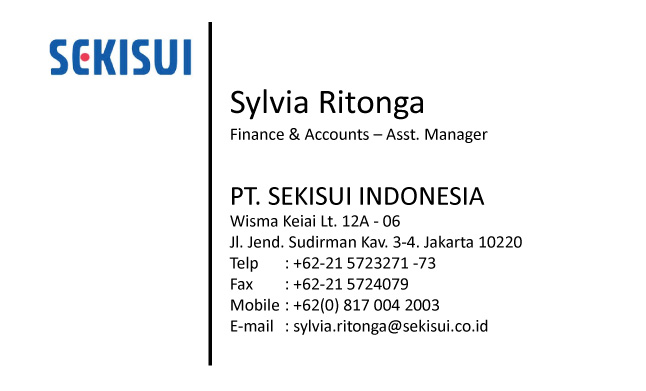 SEKISUI
Sylvia Ritonga
Finance & Accounts – Asst. Manager
PT. SEKISUI INDONESIA
Wisma Keiai Lt. 12A - 06
Jl. Jend. Sudirman Kav. 3-4. Jakarta 10220
Telp : +62-21 5723271 -73
Fax : +62-21 5724079
Mobile : +62(0) 817 004 2003
E-mail : sylvia.ritonga@sekisui.co.id